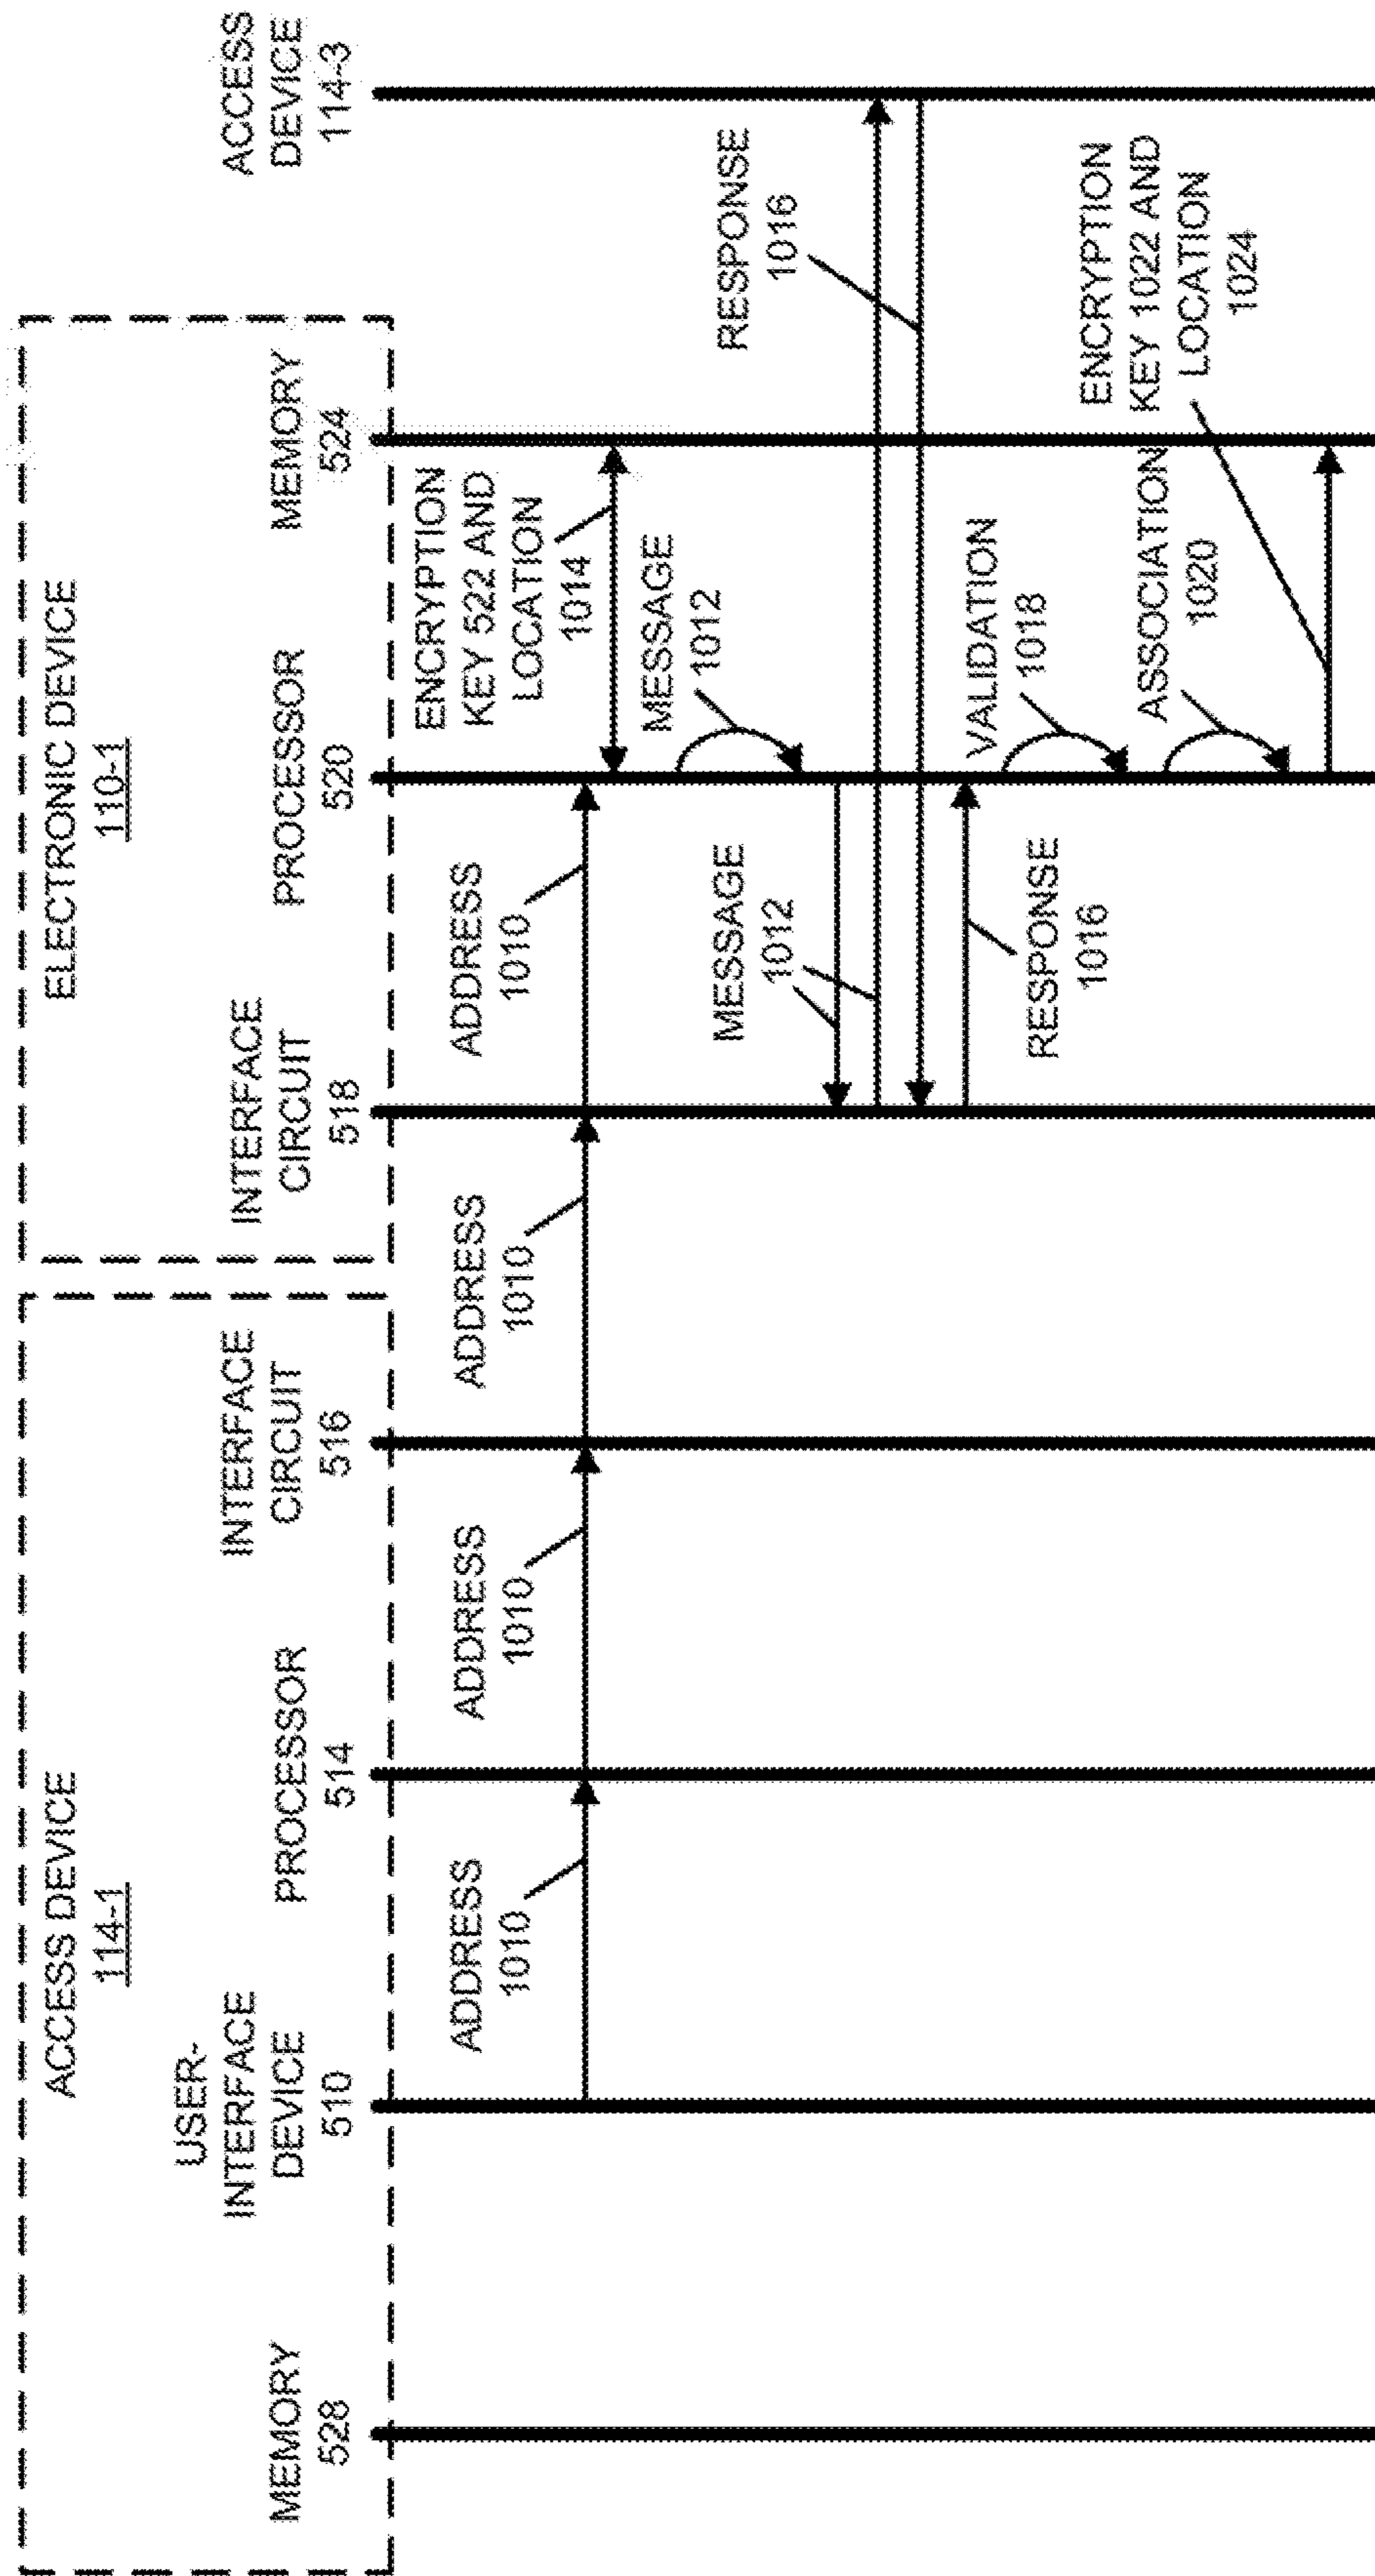 ACCESS DEVICE
114-1
MEMORY
528
USER-
INTERFACE
DEVICE
510
PROCESSOR
514
INTERFACE
CIRCUIT
516
ELECTRONIC DEVICE
110-1
INTERFACE
CIRCUIT
518
PROCESSOR
520
MEMORY
524
ACCESS
DEVICE
114-3
ADDRESS
1010
ADDRESS
1010
ADDRESS
1010
ADDRESS
1010
ENCRYPTION
KEY 522 AND
LOCATION
1014
MESSAGE
1012
MESSAGE
1012
RESPONSE
1016
RESPONSE
1016
VALIDATION
1018
ASSOCIATION
1020
ENCRYPTION
KEY 1022 AND
LOCATION
1024